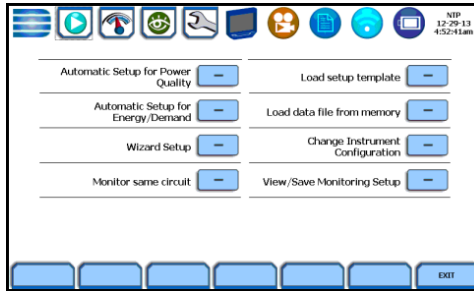 NTP
12-29-13
4:52:41am
Automatic Setup for Power
Quality
Automatic Setup for
Energy/Demand
Wizard Setup
Monitor same circuit
Load setup template
Load data file from memory
Change Instrument
Configuration
View/Save Monitoring Setup
EXIT